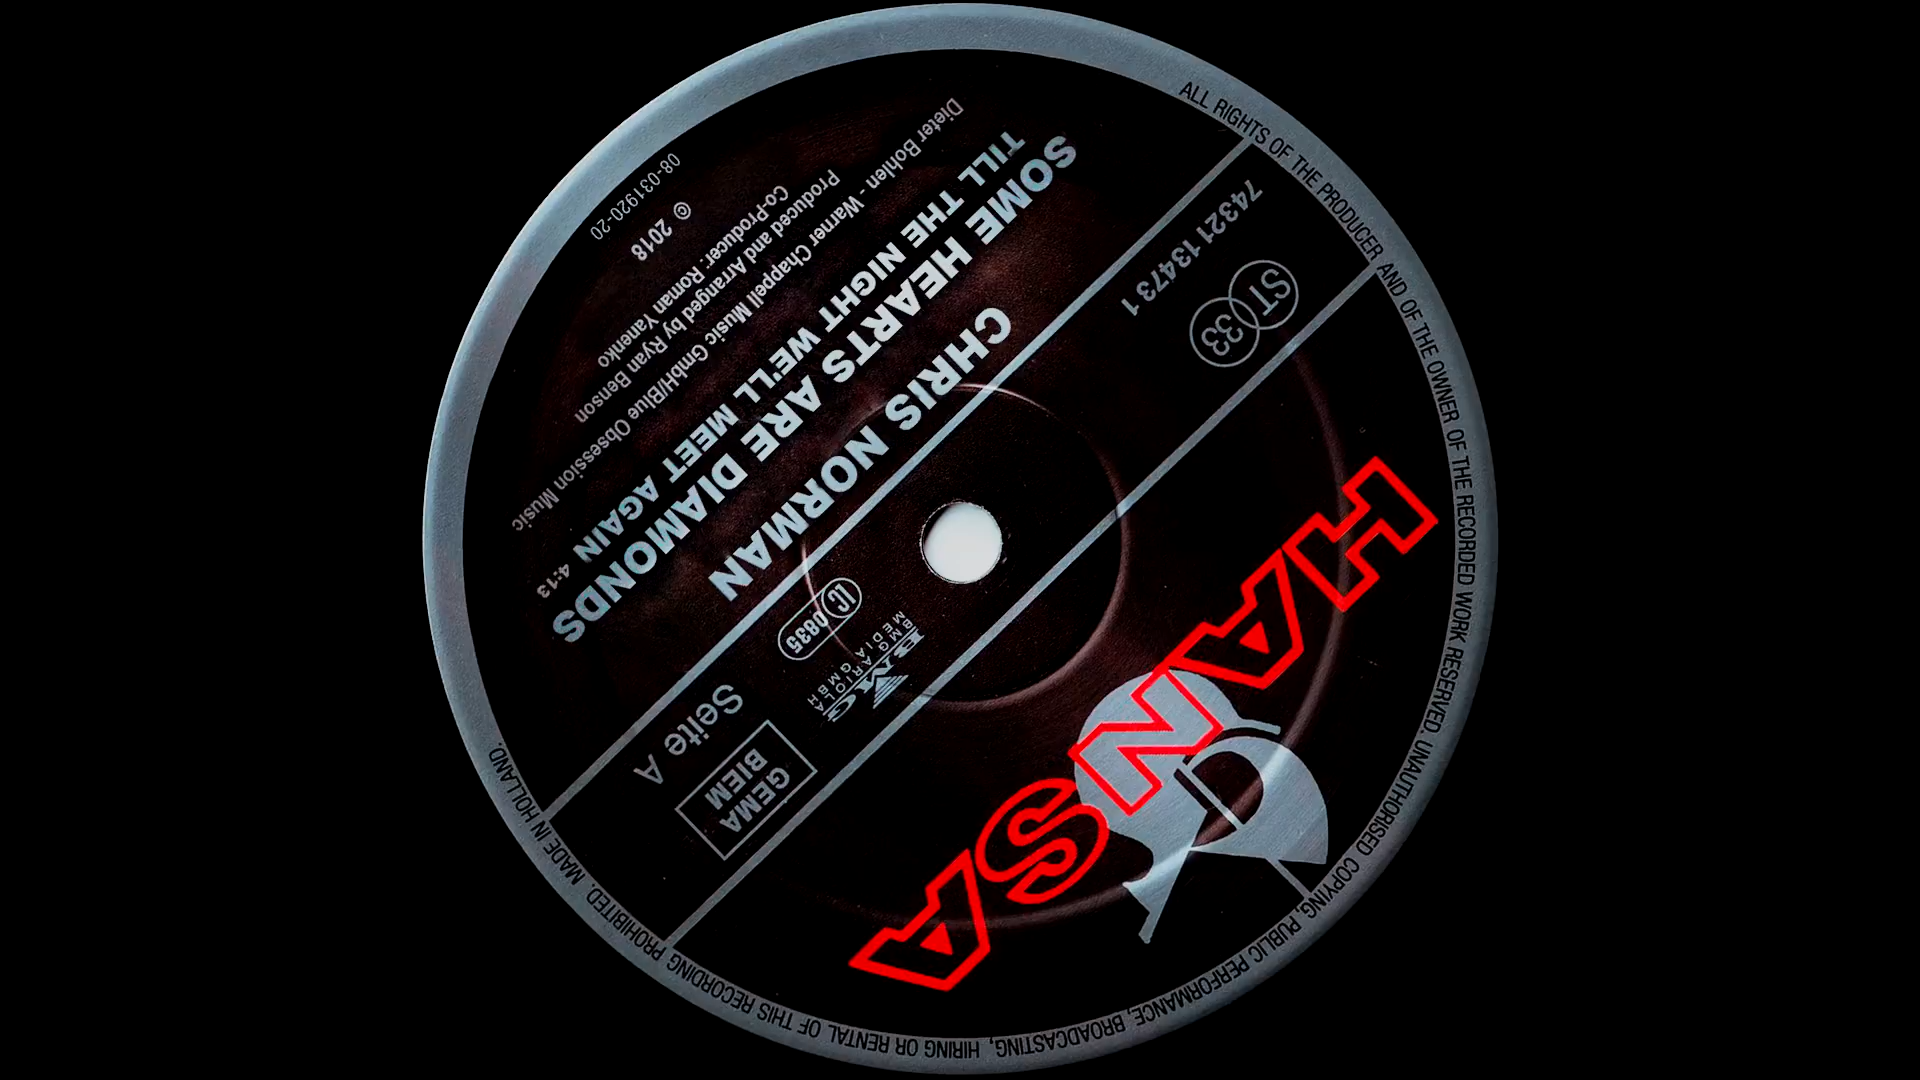 HANSA
ST 33
74321 13473 1
GEMA
BIEM
Seite A
BMG
BMG ARIOLA
MEDIA GMBH
LC 0835
CHRIS NORMAN
SOME HEARTS ARE DIAMONDS
TILL THE NIGHT WE'LL MEET AGAIN 4:13
Dieter Bohlen - Warner Chappell Music GmbH/Blue Obsession Music
Produced and Arranged by Ryan Benson
Co-Producer: Roman Yanenko
© 2018
08-031920-20
ALL RIGHTS OF THE PRODUCER AND OF THE OWNER OF THE RECORDED WORK RESERVED. UNAUTHORISED COPYING, PUBLIC PERFORMANCE, BROADCASTING, HIRING OR RENTAL OF THIS RECORDING PROHIBITED. MADE IN HOLLAND.